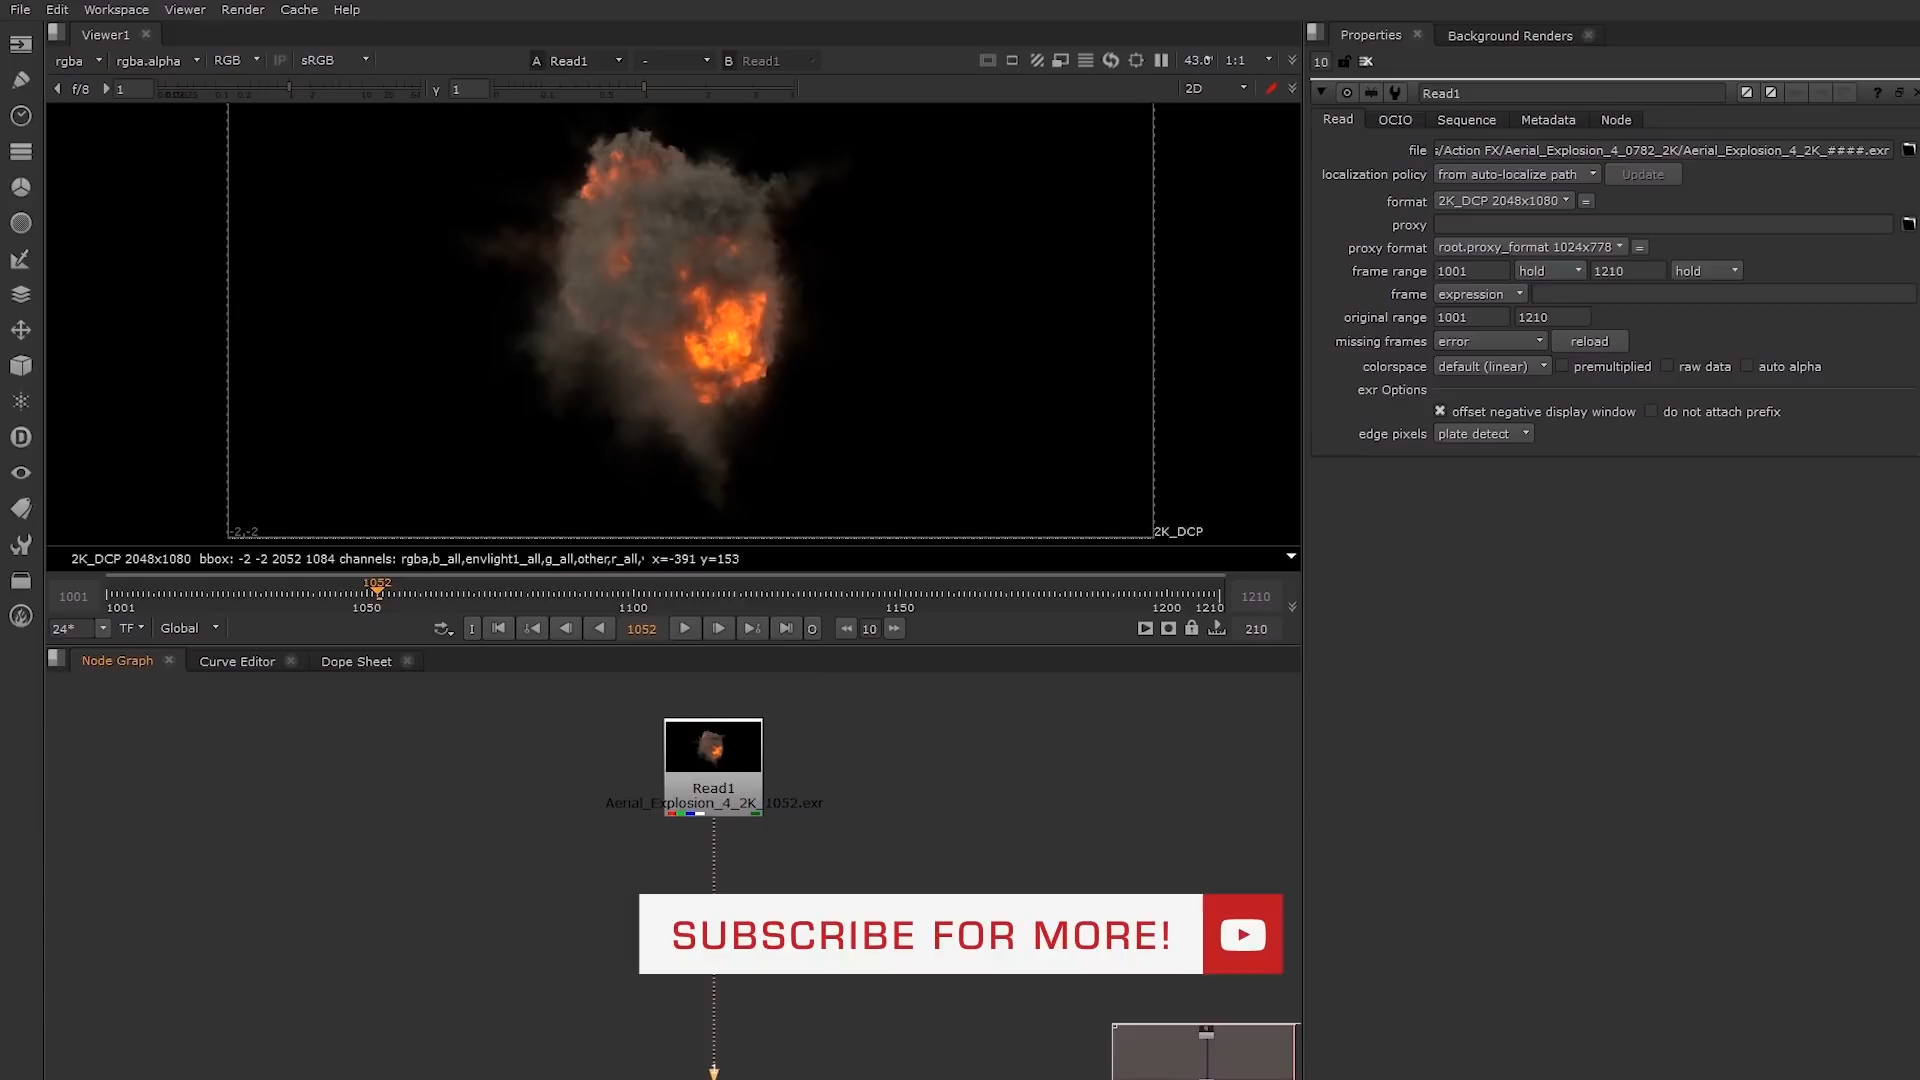 File Edit Workspace Viewer Render Cache Help
Viewer1
Properties
Background Renders
rgba rgba.alpha RGB IP sRGB A Read1 - B Read1 43.0 1:1
10
f/8 1 y 1 2D
Read1
Read OCIO Sequence Metadata Node
file /Action FX/Aerial_Explosion_4_0782_2K/Aerial_Explosion_4_2K_####.exr
localization policy from auto-localize path Update
format 2K_DCP 2048x1080 =
proxy
proxy format root.proxy_format 1024x778 =
frame range 1001 hold 1210 hold
frame expression
original range 1001 1210
missing frames error reload
colorspace default (linear) premultiplied raw data auto alpha
exr Options
offset negative display window do not attach prefix
edge pixels plate detect
-2,-2
2K_DCP
2K_DCP 2048x1080 bbox: -2 -2 2052 1084 channels: rgba,b_all,envlight1_all,g_all,other,r_all, x=-391 y=153
1052
1001 1210
1001 1050 1100 1150 1200 1210
24* TF Global I 1052 O 10 210
Node Graph Curve Editor Dope Sheet
Read1
Aerial_Explosion_4_2K_1052.exr
SUBSCRIBE FOR MORE!